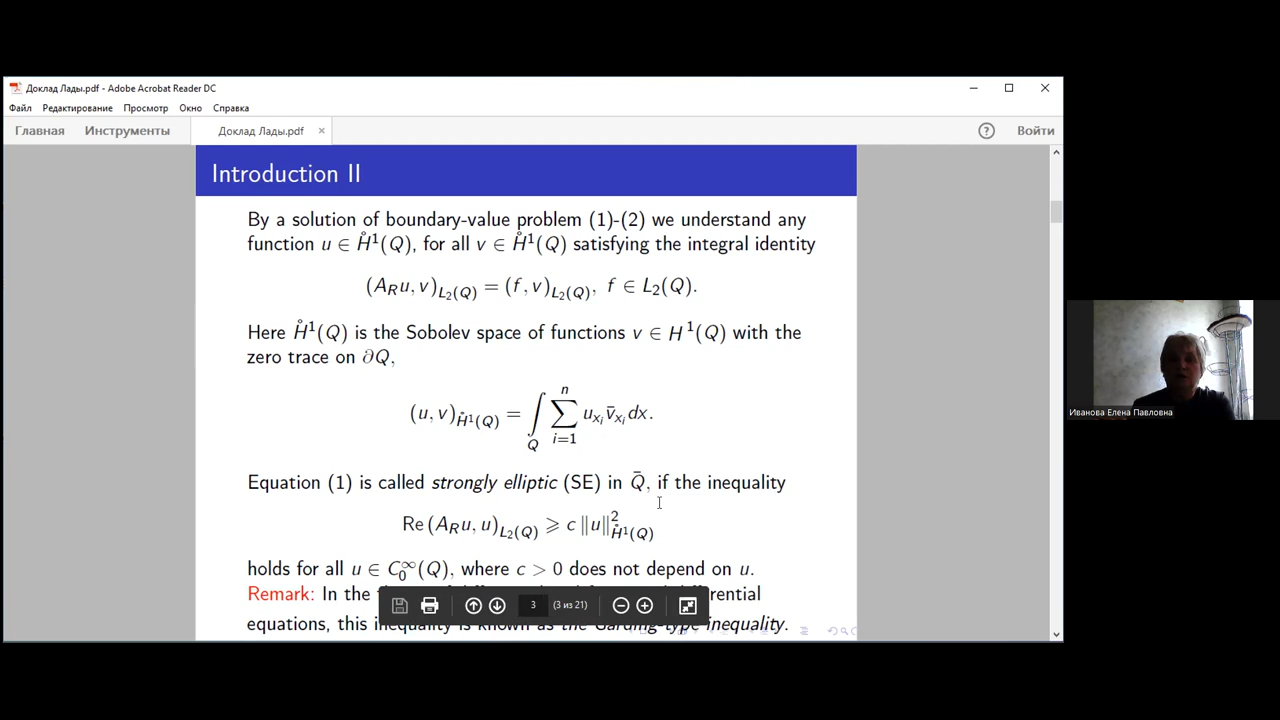 Доклад Лады.pdf - Adobe Acrobat Reader DC
Файл Редактирование Просмотр Окно Справка
Главная Инструменты Доклад Лады.pdf × ? Войти
Introduction II
By a solution of boundary-value problem (1)-(2) we understand any
function u ∈ H̊¹(Q), for all v ∈ H̊¹(Q) satisfying the integral identity
(A_R u, v)_{L₂(Q)} = (f, v)_{L₂(Q)}, f ∈ L₂(Q).
Here H̊¹(Q) is the Sobolev space of functions v ∈ H¹(Q) with the
zero trace on ∂Q,
(u, v)_{H̊¹(Q)} = ∫_Q ∑_{i=1}^n u_{x_i} v̄_{x_i} dx.
Equation (1) is called strongly elliptic (SE) in Q̄, if the inequality
Re (A_R u, u)_{L₂(Q)} ⩾ c ‖u‖²_{H̊¹(Q)}
holds for all u ∈ C₀^∞(Q), where c > 0 does not depend on u.
Remark: In the
equations, this inequality is known as the Garding-type inequality.
3 (3 из 21)
Иванова Елена Павловна